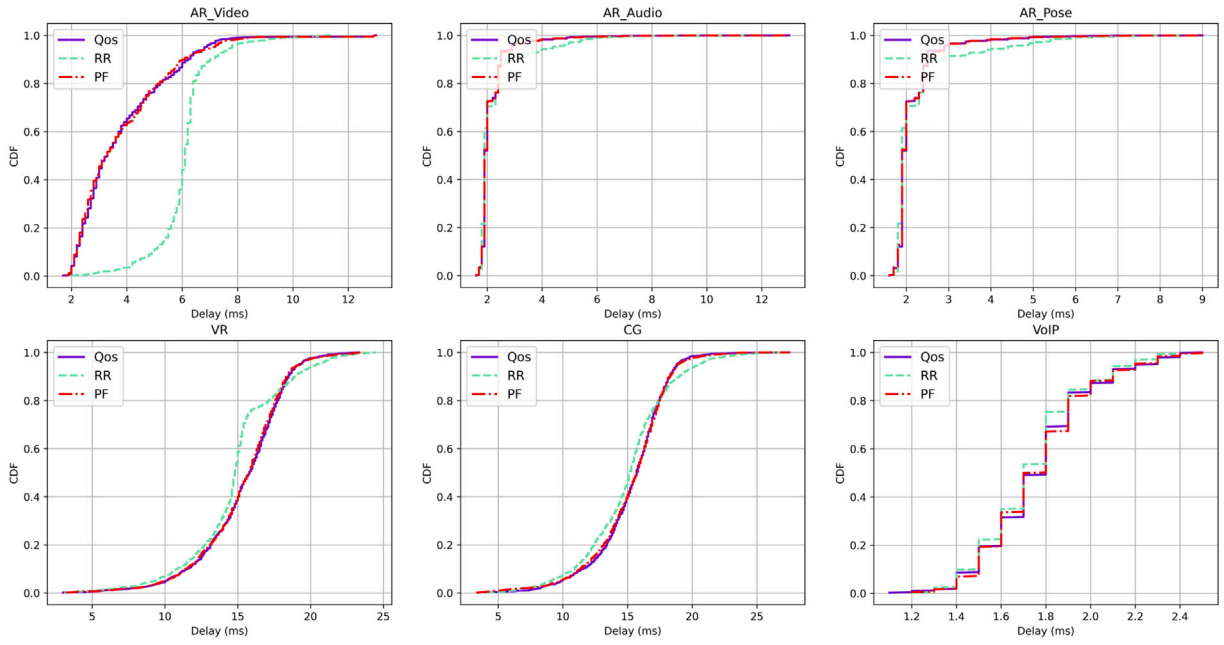 AR_Video
1.0
0.8
0.6
0.4
0.2
0.0
CDF
Qos
RR
PF
2 4 6 8 10 12
Delay (ms)
AR_Audio
1.0
0.8
0.6
0.4
0.2
0.0
CDF
Qos
RR
PF
2 4 6 8 10 12
Delay (ms)
AR_Pose
1.0
0.8
0.6
0.4
0.2
0.0
CDF
Qos
RR
PF
2 3 4 5 6 7 8 9
Delay (ms)
VR
1.0
0.8
0.6
0.4
0.2
0.0
CDF
Qos
RR
PF
5 10 15 20 25
Delay (ms)
CG
1.0
0.8
0.6
0.4
0.2
0.0
CDF
Qos
RR
PF
5 10 15 20 25
Delay (ms)
VoIP
1.0
0.8
0.6
0.4
0.2
0.0
CDF
Qos
RR
PF
1.2 1.4 1.6 1.8 2.0 2.2 2.4
Delay (ms)